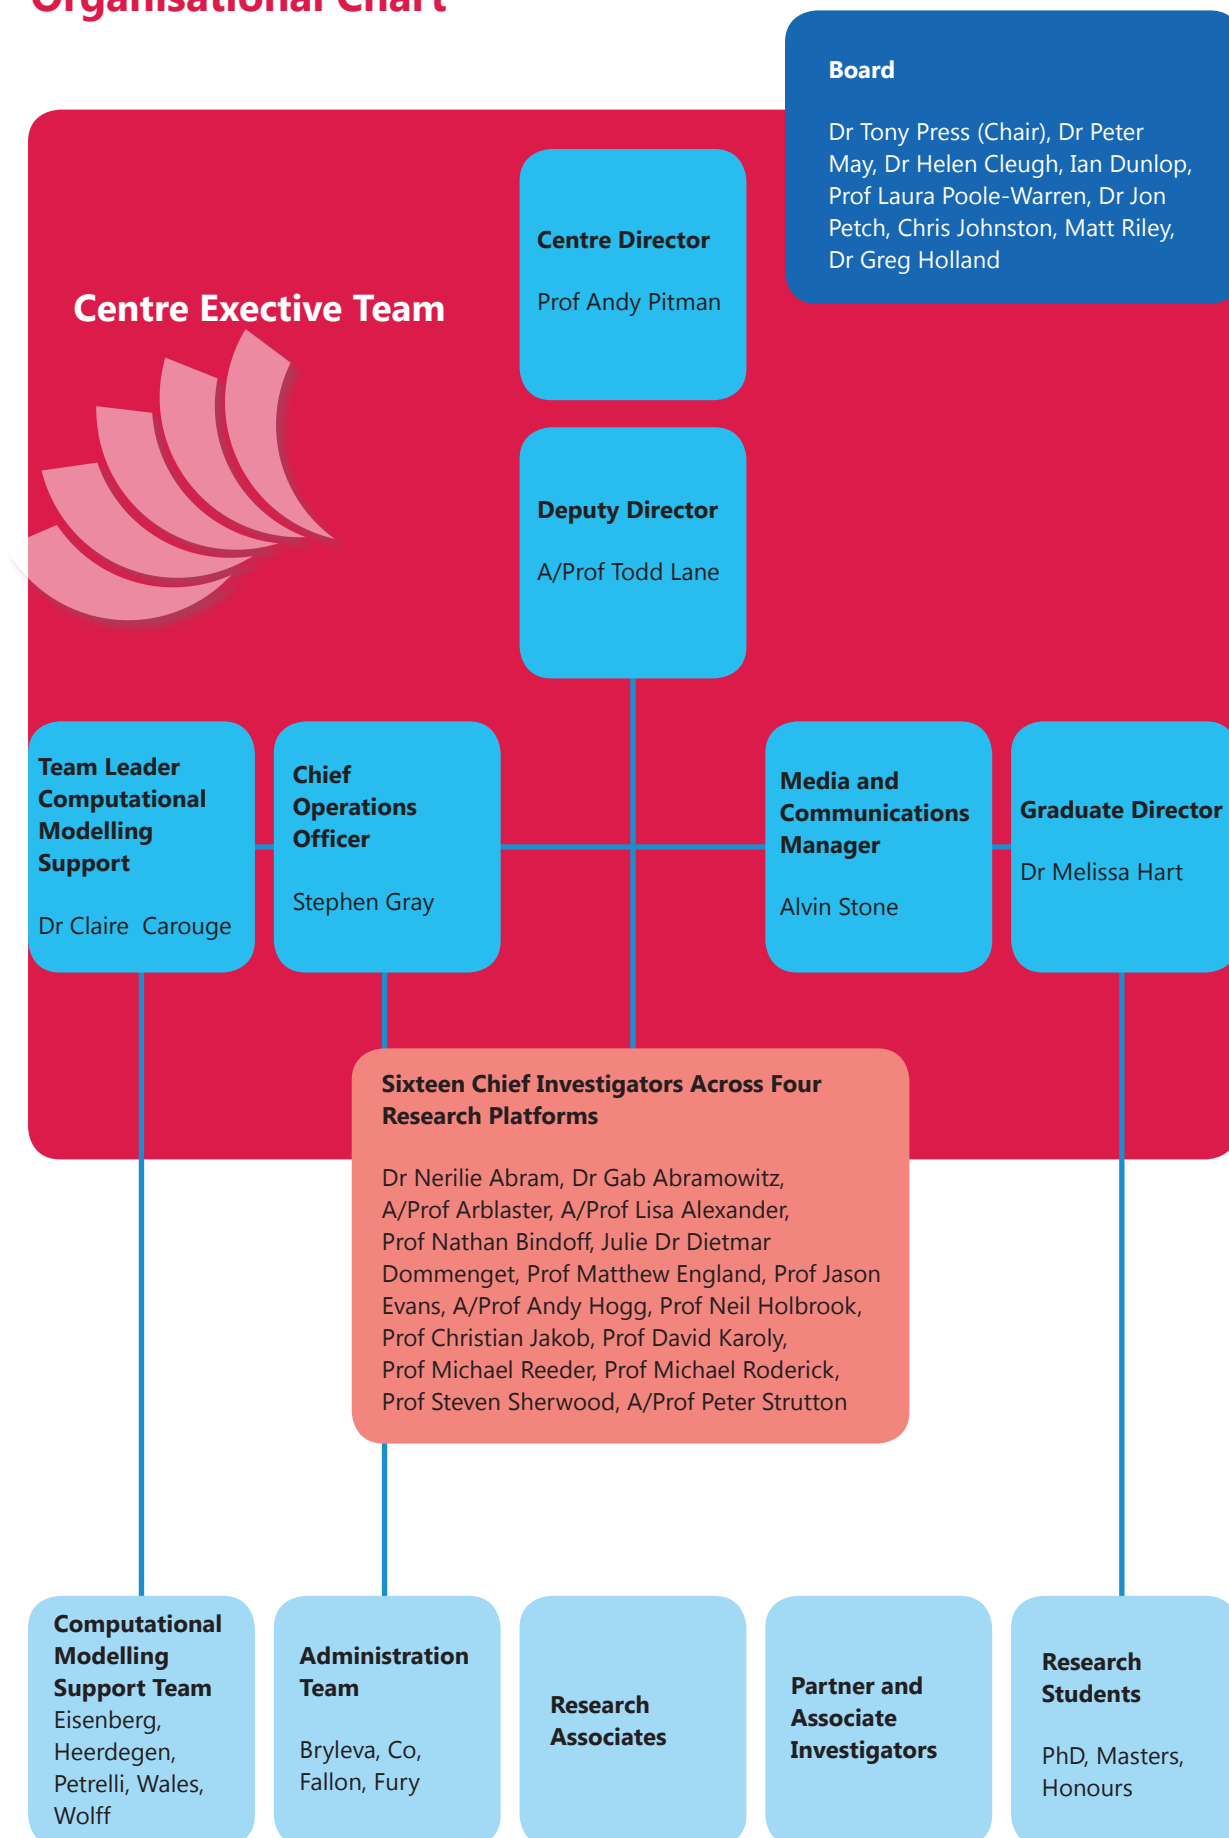 Organisational Chart
Board
Dr Tony Press (Chair), Dr Peter
May, Dr Helen Cleugh, Ian Dunlop,
Prof Laura Poole-Warren, Dr Jon
Petch, Chris Johnston, Matt Riley,
Dr Greg Holland
Centre Exective Team
Centre Director
Prof Andy Pitman
Deputy Director
A/Prof Todd Lane
Team Leader
Computational
Modelling
Support
Dr Claire  Carouge
Chief
Operations
Officer
Stephen Gray
Media and
Communications
Manager
Alvin Stone
Graduate Director
Dr Melissa Hart
Sixteen Chief Investigators Across Four
Research Platforms
Dr Nerilie Abram, Dr Gab Abramowitz,
A/Prof Arblaster, A/Prof Lisa Alexander,
Prof Nathan Bindoff, Julie Dr Dietmar
Dommenget, Prof Matthew England, Prof Jason
Evans, A/Prof Andy Hogg, Prof Neil Holbrook,
Prof Christian Jakob, Prof David Karoly,
Prof Michael Reeder, Prof Michael Roderick,
Prof Steven Sherwood, A/Prof Peter Strutton
Computational
Modelling
Support Team
Eisenberg,
Heerdegen,
Petrelli, Wales,
Wolff
Administration
Team
Bryleva, Co,
Fallon, Fury
Research
Associates
Partner and
Associate
Investigators
Research
Students
PhD, Masters,
Honours